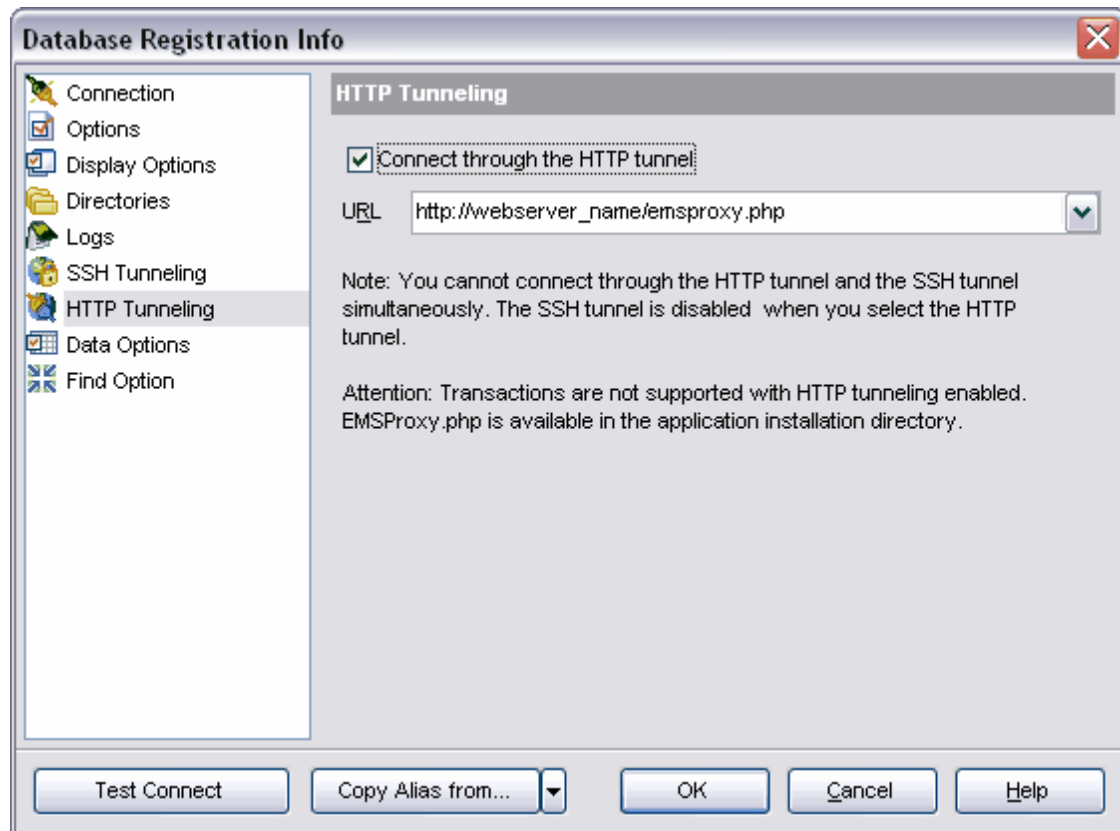 Database Registration Info
Connection
Options
Display Options
Directories
Logs
SSH Tunneling
HTTP Tunneling
Data Options
Find Option
HTTP Tunneling
Connect through the HTTP tunnel
URL http://webserver_name/emsproxy.php
Note: You cannot connect through the HTTP tunnel and the SSH tunnel
simultaneously. The SSH tunnel is disabled when you select the HTTP
tunnel.
Attention: Transactions are not supported with HTTP tunneling enabled.
EMSProxy.php is available in the application installation directory.
Test Connect Copy Alias from... OK Cancel Help